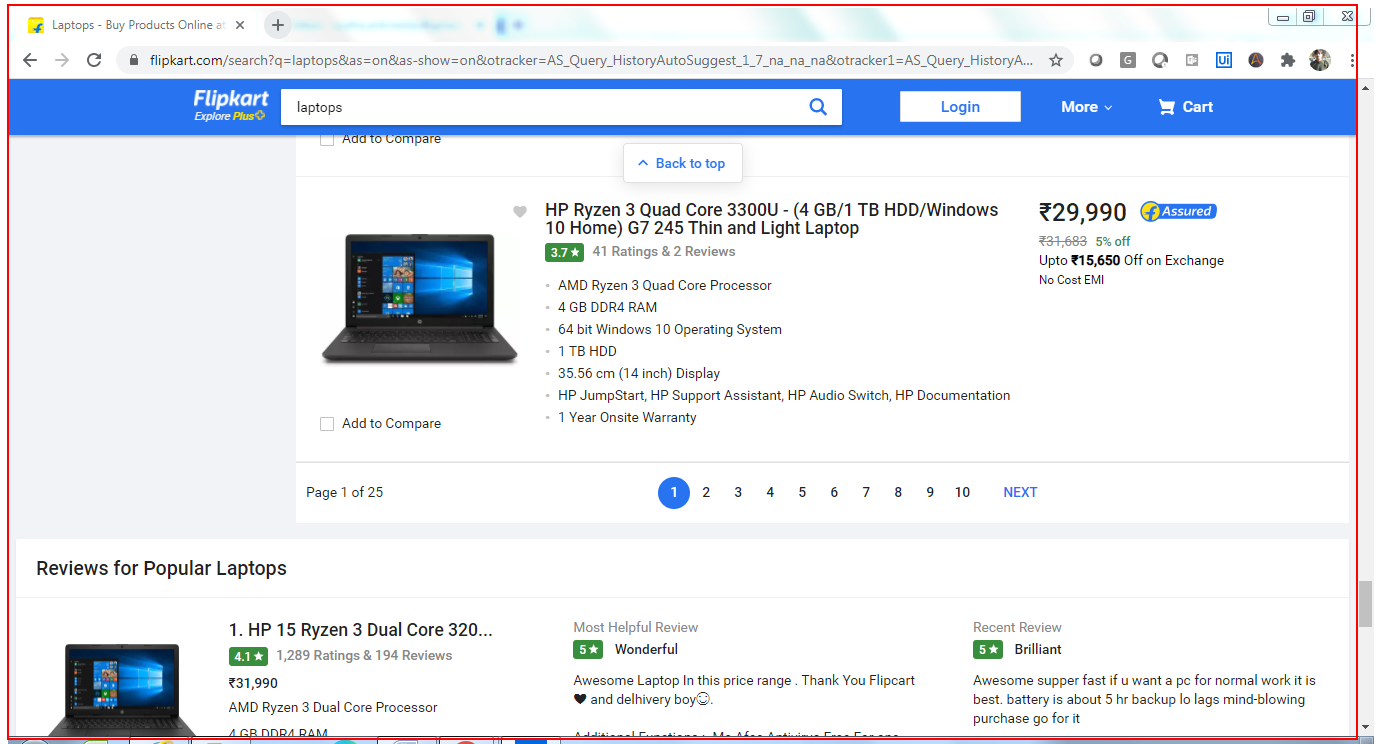 Laptops - Buy Products Online at
flipkart.com/search?q=laptops&as=on&as-show=on&otracker=AS_Query_HistoryAutoSuggest_1_7_na_na_na&otracker1=AS_Query_HistoryA...
G
Ui
Flipkart
Explore Plus
laptops
Login
More
Cart
Add to Compare
Back to top
HP Ryzen 3 Quad Core 3300U - (4 GB/1 TB HDD/Windows
10 Home) G7 245 Thin and Light Laptop
3.7★
41 Ratings & 2 Reviews
• AMD Ryzen 3 Quad Core Processor
• 4 GB DDR4 RAM
• 64 bit Windows 10 Operating System
• 1 TB HDD
• 35.56 cm (14 inch) Display
• HP JumpStart, HP Support Assistant, HP Audio Switch, HP Documentation
• 1 Year Onsite Warranty
₹29,990
Assured
₹31,683 5% off
Upto ₹15,650 Off on Exchange
No Cost EMI
Add to Compare
Page 1 of 25
1 2 3 4 5 6 7 8 9 10 NEXT
Reviews for Popular Laptops
1. HP 15 Ryzen 3 Dual Core 320...
4.1★ 1,289 Ratings & 194 Reviews
₹31,990
AMD Ryzen 3 Dual Core Processor
4 GB DDR4 RAM
Most Helpful Review
5★ Wonderful
Awesome Laptop In this price range . Thank You Flipcart
♥ and delhivery boy☺.
Additional Functions :- Mc Afee Antivirus Free For one
Recent Review
5★ Brilliant
Awesome supper fast if u want a pc for normal work it is
best. battery is about 5 hr backup lo lags mind-blowing
purchase go for it